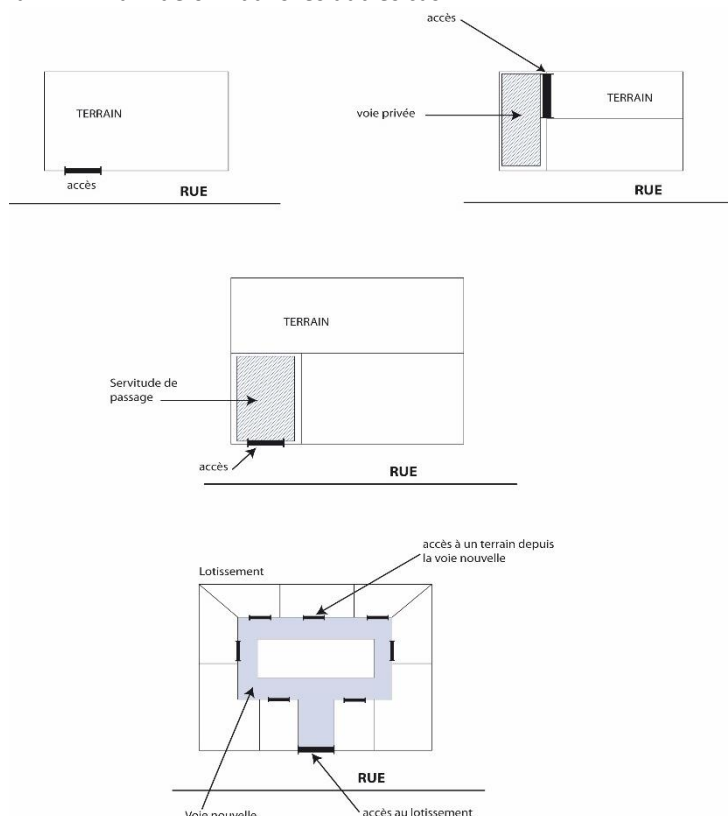 accès
TERRAIN
accès
RUE
voie privée
TERRAIN
RUE
TERRAIN
Servitude de
passage
accès
RUE
accès à un terrain depuis
la voie nouvelle
Lotissement
RUE
Voie nouvelle
accès au lotissement